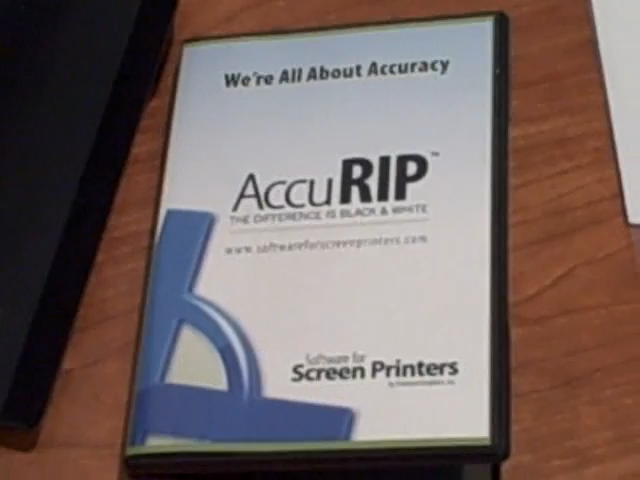 We're All About Accuracy
AccuRIP™
THE DIFFERENCE IS BLACK & WHITE
www.softwareforscreenprinters.com
Software for
Screen Printers